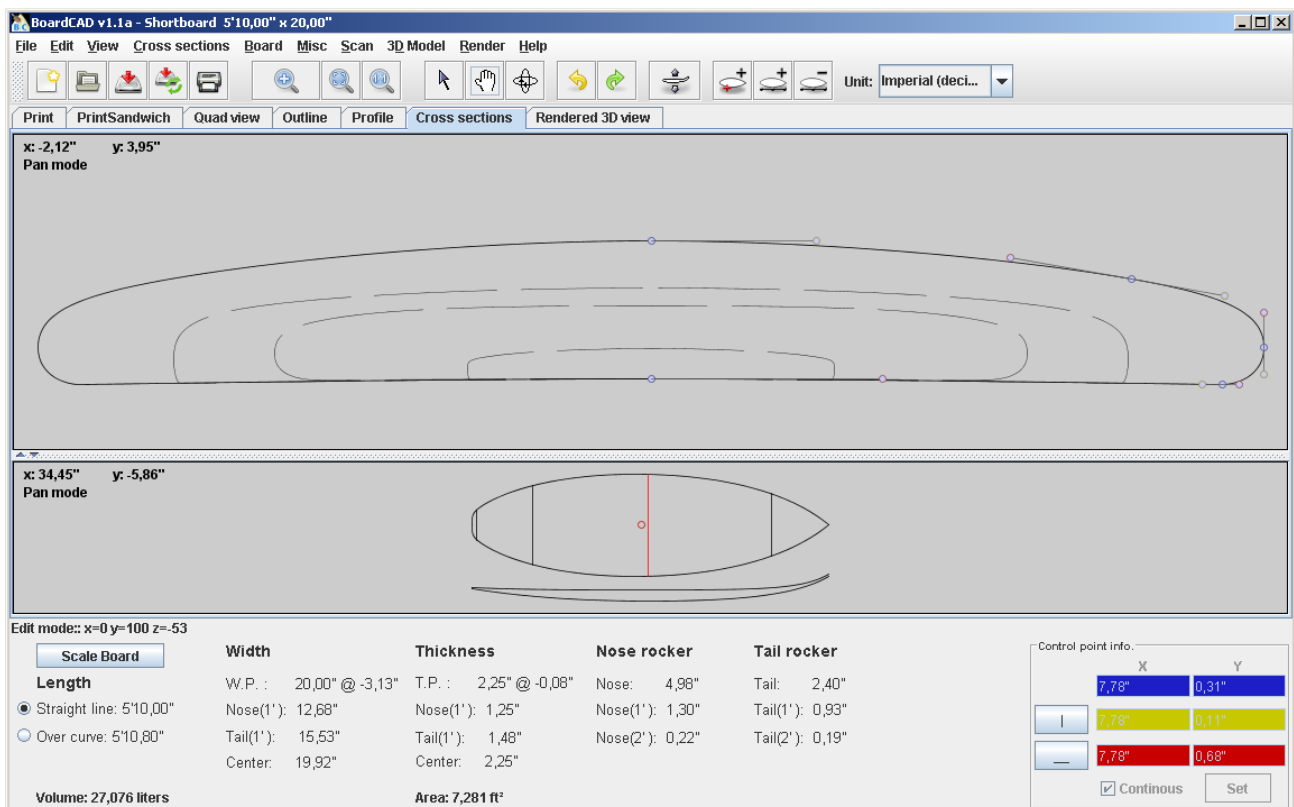 BoardCAD v1.1a - Shortboard 5'10,00" x 20,00"
File Edit View Cross sections Board Misc Scan 3D Model Render Help
Unit: Imperial (deci...
Print PrintSandwich Quad view Outline Profile Cross sections Rendered 3D view
x: -2,12" y: 3,95"
Pan mode
x: 34,45" y: -5,86"
Pan mode
Edit mode:: x=0 y=100 z=-53
Scale Board Width Thickness Nose rocker Tail rocker Control point info.
X Y
Length W.P. : 20,00" @ -3,13" T.P. : 2,25" @ -0,08" Nose: 4,98" Tail: 2,40" 7,78" 0,31"
Straight line: 5'10,00" Nose(1'): 12,68" Nose(1'): 1,25" Nose(1'): 1,30" Tail(1'): 0,93" 7,78" 0,11"
Over curve: 5'10,80" Tail(1'): 15,53" Tail(1'): 1,48" Nose(2'): 0,22" Tail(2'): 0,19"
Center: 19,92" Center: 2,25" 7,78" 0,68"
Continous Set
Volume: 27,076 liters Area: 7,281 ft²